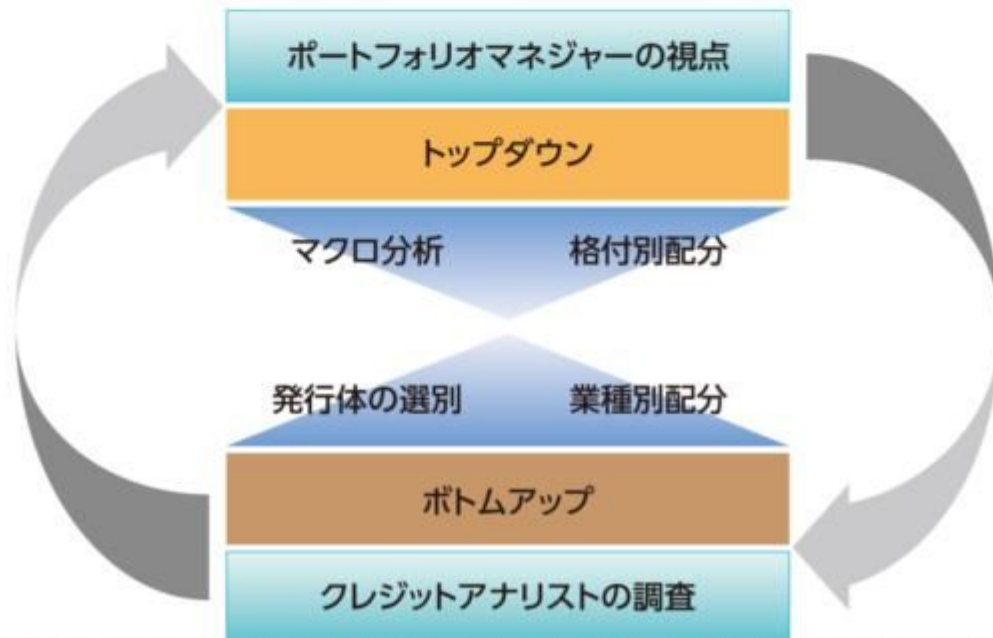 ポートフォリオマネジャーの視点
トップダウン
マクロ分析 格付別配分
発行体の選別 業種別配分
ボトムアップ
クレジットアナリストの調査